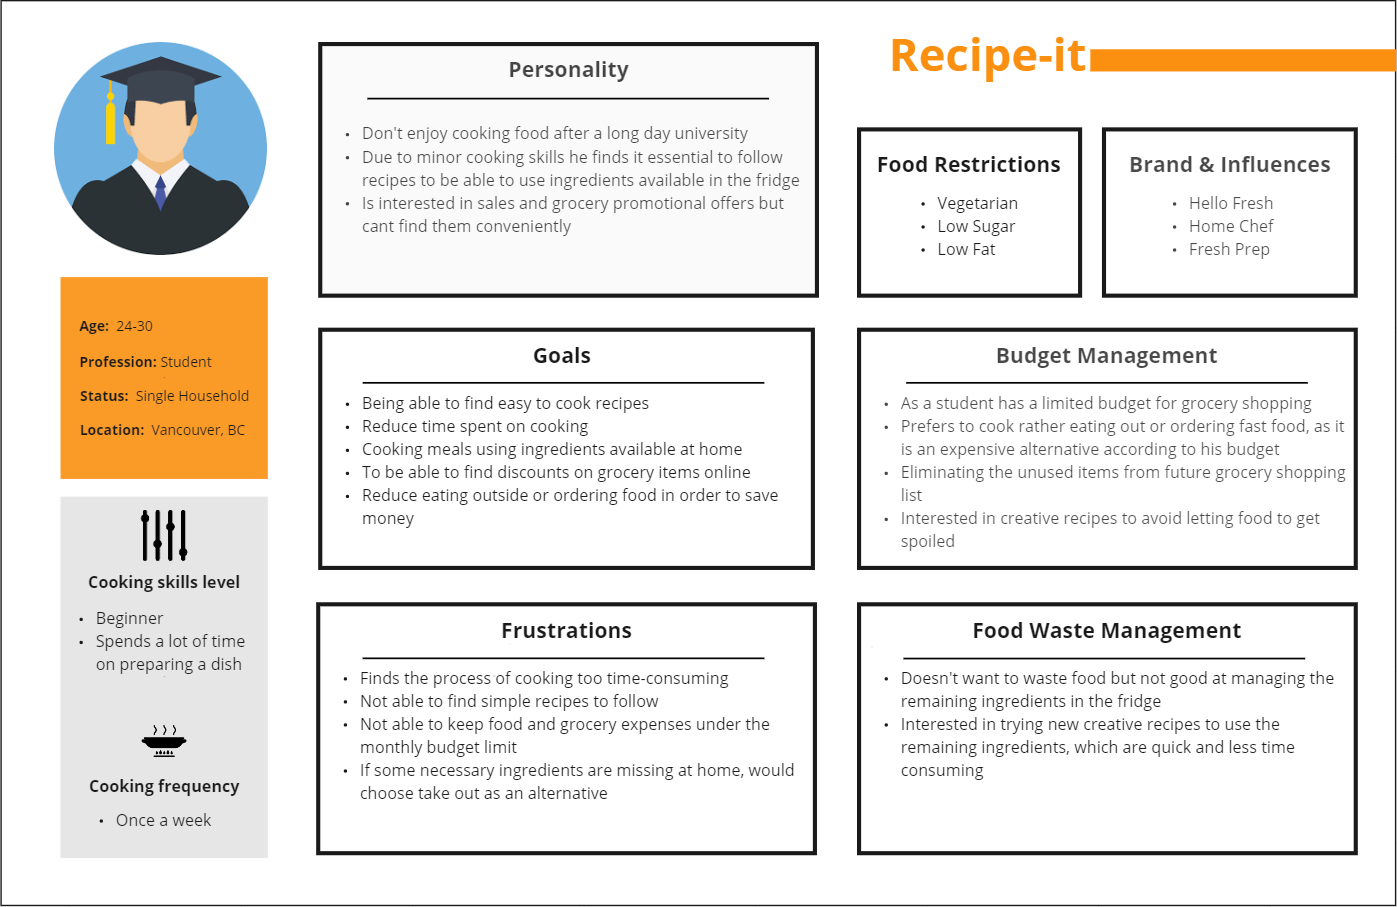 Recipe-it
Personality
• Don't enjoy cooking food after a long day university
• Due to minor cooking skills he finds it essential to follow
recipes to be able to use ingredients available in the fridge
• Is interested in sales and grocery promotional offers but
cant find them conveniently
Food Restrictions
• Vegetarian
• Low Sugar
• Low Fat
Brand & Influences
• Hello Fresh
• Home Chef
• Fresh Prep
Age: 24-30
Profession: Student
Status: Single Household
Location: Vancouver, BC
Goals
• Being able to find easy to cook recipes
• Reduce time spent on cooking
• Cooking meals using ingredients available at home
• To be able to find discounts on grocery items online
• Reduce eating outside or ordering food in order to save
money
Budget Management
• As a student has a limited budget for grocery shopping
• Prefers to cook rather eating out or ordering fast food, as it
is an expensive alternative according to his budget
• Eliminating the unused items from future grocery shopping
list
• Interested in creative recipes to avoid letting food to get
spoiled
Cooking skills level
• Beginner
• Spends a lot of time
on preparing a dish
Cooking frequency
• Once a week
Frustrations
• Finds the process of cooking too time-consuming
• Not able to find simple recipes to follow
• Not able to keep food and grocery expenses under the
monthly budget limit
• If some necessary ingredients are missing at home, would
choose take out as an alternative
Food Waste Management
• Doesn't want to waste food but not good at managing the
remaining ingredients in the fridge
• Interested in trying new creative recipes to use the
remaining ingredients, which are quick and less time
consuming